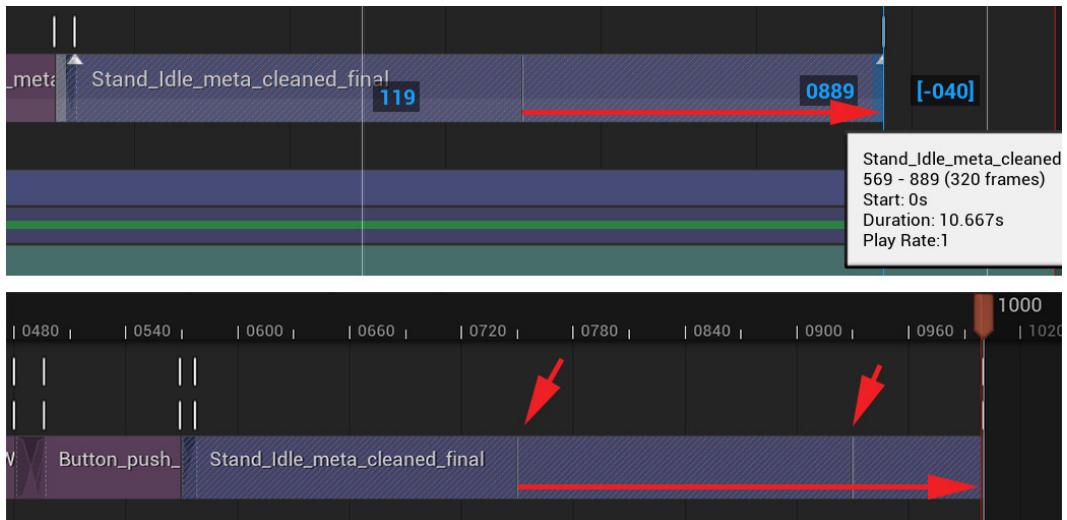 _meta
Stand_Idle_meta_cleaned_final
119
0889
[-040]
Stand_Idle_meta_cleaned
569 - 889 (320 frames)
Start: 0s
Duration: 10.667s
Play Rate:1
1000
0480 0540 0600 0660 0720 0780 0840 0900 0960 1020
Button_push_
Stand_Idle_meta_cleaned_final